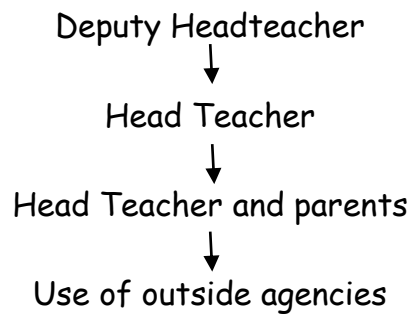 Deputy Headteacher
Head Teacher
Head Teacher and parents
Use of outside agencies